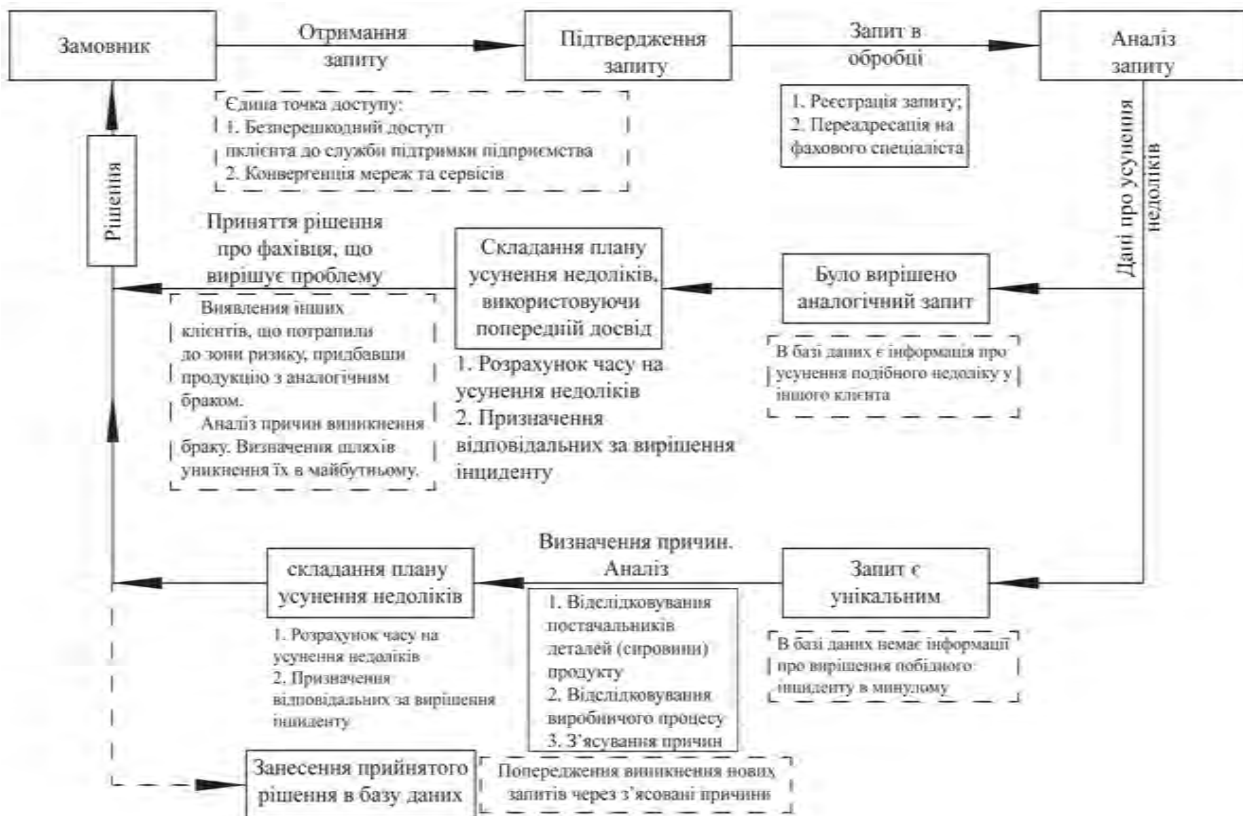 Замовник
Отримання
запиту
Підтвердження
запиту
Запит в
обробці
Аналіз
запиту
Єдина точка доступу:
1. Безперешкодний доступ
пклієнта до служби підтримки підприємства
2. Конвергенція мереж та сервісів
1. Реєстрація запиту;
2. Переадресація на
фахового спеціаліста
Дані про усунення
недоліків
Рішення
Приняття рішення
про фахівця, що
вирішує проблему
Складання плану
усунення недоліків,
використовуючи
попередній досвід
Було вирішено
аналогічний запит
Виявлення інших
клієнтів, що потрапили
до зони ризику, придбавши
продукцію з аналогічним
браком.
Аналіз причин виникнення
браку. Визначення шляхів
уникнення їх в майбутньому.
1. Розрахунок часу на
усунення недоліків
2. Призначення
відповідальних за вирішення
інциденту
В базі даних є інформація про
усунення подібного недоліку у
іншого клієнта
складання плану
усунення недоліків
Визначення причин.
Аналіз
Запит є
унікальним
1. Розрахунок часу на
усунення недоліків
2. Призначення
відповідальних за вирішення
інциденту
1. Відслідковування
постачальників
деталей (сировини)
продукту
2. Відслідковування
виробничого процесу
3. З’ясування причин
В базі даних немає інформації
про вирішення побідного
інциденту в минулому
Занесення прийнятого
рішення в базу даних
Попередження виникнення нових
запитів через з’ясовані причини